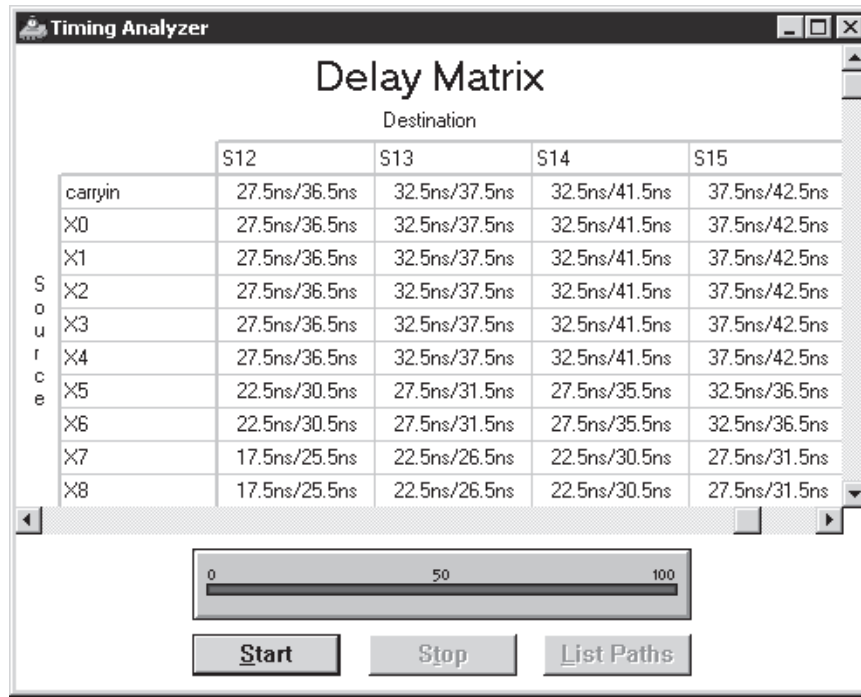 Timing Analyzer
Delay Matrix
Destination
S12 S13 S14 S15
Source
carryin 27.5ns/36.5ns 32.5ns/37.5ns 32.5ns/41.5ns 37.5ns/42.5ns
X0 27.5ns/36.5ns 32.5ns/37.5ns 32.5ns/41.5ns 37.5ns/42.5ns
X1 27.5ns/36.5ns 32.5ns/37.5ns 32.5ns/41.5ns 37.5ns/42.5ns
X2 27.5ns/36.5ns 32.5ns/37.5ns 32.5ns/41.5ns 37.5ns/42.5ns
X3 27.5ns/36.5ns 32.5ns/37.5ns 32.5ns/41.5ns 37.5ns/42.5ns
X4 27.5ns/36.5ns 32.5ns/37.5ns 32.5ns/41.5ns 37.5ns/42.5ns
X5 22.5ns/30.5ns 27.5ns/31.5ns 27.5ns/35.5ns 32.5ns/36.5ns
X6 22.5ns/30.5ns 27.5ns/31.5ns 27.5ns/35.5ns 32.5ns/36.5ns
X7 17.5ns/25.5ns 22.5ns/26.5ns 22.5ns/30.5ns 27.5ns/31.5ns
X8 17.5ns/25.5ns 22.5ns/26.5ns 22.5ns/30.5ns 27.5ns/31.5ns
0 50 100
Start Stop List Paths